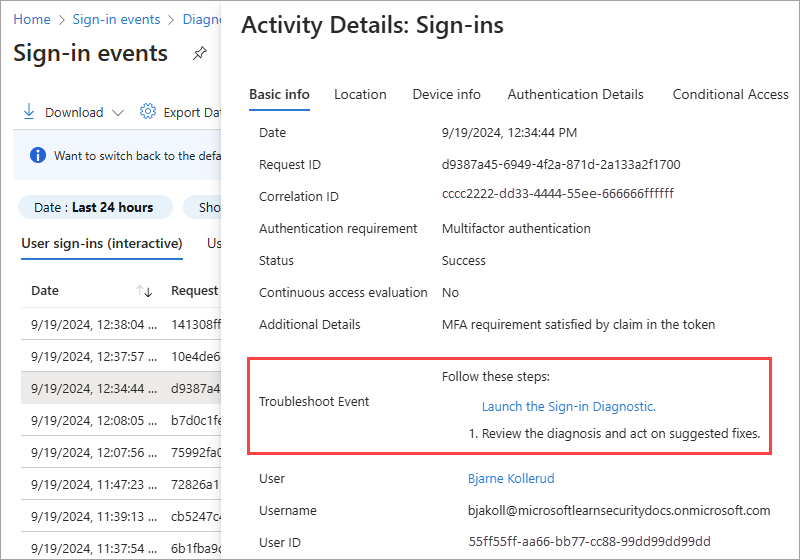 Home > Sign-in events > Diagno
Sign-in events
Download
Export Dat
Want to switch back to the defa
Date : Last 24 hours
Sho
User sign-ins (interactive)
Us
Date
Request
9/19/2024, 12:38:04 ...
141308ff
9/19/2024, 12:37:57 ...
10e4de6
9/19/2024, 12:34:44 ...
d9387a4
9/19/2024, 12:08:05 ...
b7d0c1fe
9/19/2024, 12:07:56 ...
75992fa0
9/19/2024, 11:47:23 ...
72826a1
9/19/2024, 11:39:13 ...
cb5247c4
9/19/2024, 11:37:54 ...
6b1fba9c
Activity Details: Sign-ins
Basic info
Location
Device info
Authentication Details
Conditional Access
Date
9/19/2024, 12:34:44 PM
Request ID
d9387a45-6949-4f2a-871d-2a133a2f1700
Correlation ID
cccc2222-dd33-4444-55ee-666666ffffff
Authentication requirement
Multifactor authentication
Status
Success
Continuous access evaluation
No
Additional Details
MFA requirement satisfied by claim in the token
Troubleshoot Event
Follow these steps:
Launch the Sign-in Diagnostic.
1. Review the diagnosis and act on suggested fixes.
User
Bjarne Kollerud
Username
bjakoll@microsoftlearnsecuritydocs.onmicrosoft.com
User ID
55ff55ff-aa66-bb77-cc88-99dd99dd99dd